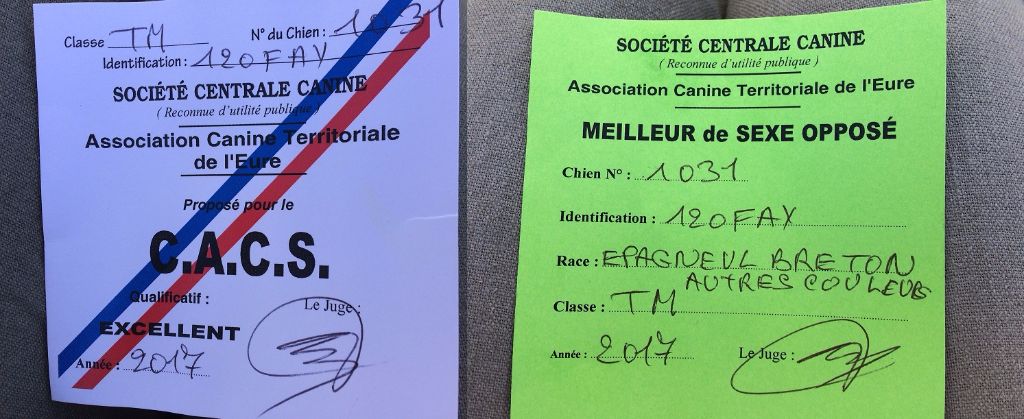 Classe TM N° du Chien : 1031
Identification : 120FAY
SOCIÉTÉ CENTRALE CANINE
( Reconnue d'utilité publique )
Association Canine Territoriale
de l'Eure
Proposé pour le
C.A.C.S.
Qualificatif :
Le Juge :
EXCELLENT
Année : 2017
SOCIÉTÉ CENTRALE CANINE
( Reconnue d'utilité publique )
Association Canine Territoriale de l'Eure
MEILLEUR de SEXE OPPOSÉ
Chien N° : 1031
Identification : 120FAY
Race : EPAGNEUL BRETON
AUTRES COULEURS
Classe : TM
Année : 2017 Le Juge :